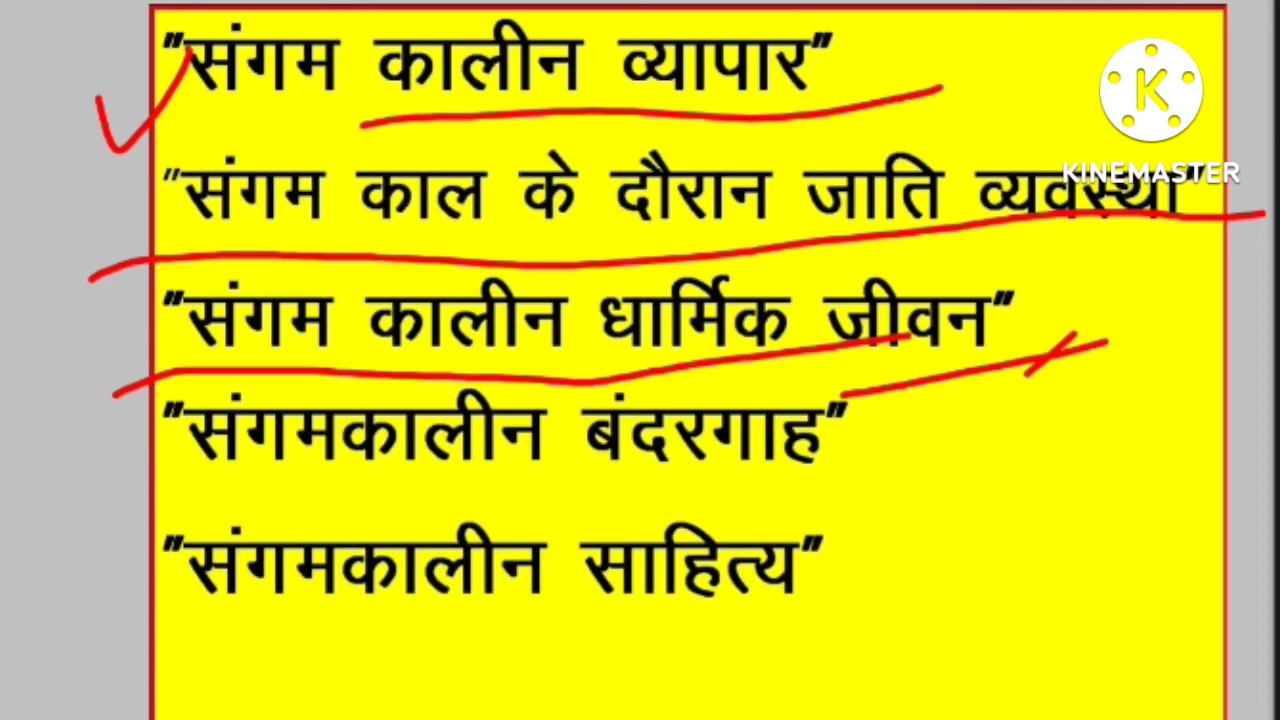 "संगम कालीन व्यापार"
"संगम काल के दौरान जाति व्यवस्था
"संगम कालीन धार्मिक जीवन"
"संगमकालीन बंदरगाह"
"संगमकालीन साहित्य"
K
KINEMASTER